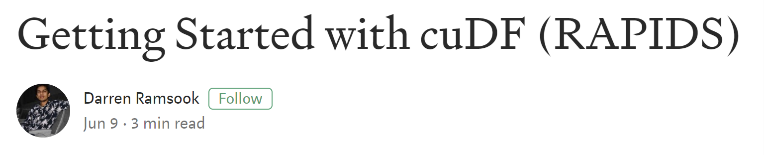 Getting Started with cuDF (RAPIDS)
Darren Ramsook Follow
Jun 9 · 3 min read